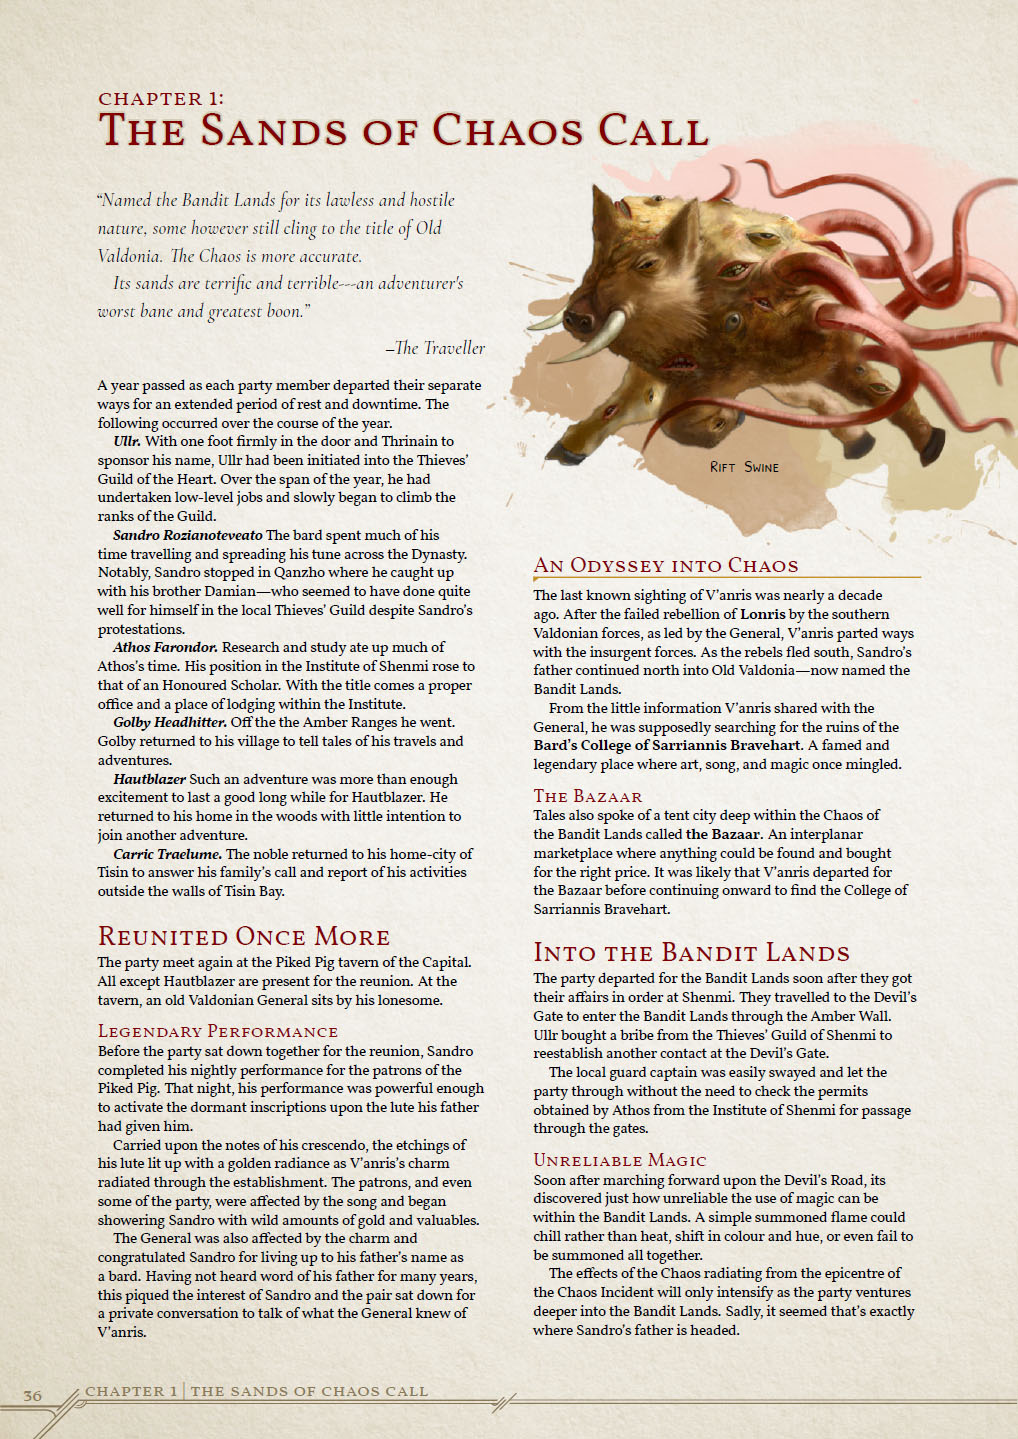 CHAPTER 1:
THE SANDS OF CHAOS CALL
“Named the Bandit Lands for its lawless and hostile
nature, some however still cling to the title of Old
Valdonia. The Chaos is more accurate.
Its sands are terrific and terrible---an adventurer's
worst bane and greatest boon.”
–The Traveller
A year passed as each party member departed their separate
ways for an extended period of rest and downtime. The
following occurred over the course of the year.
Ullr. With one foot firmly in the door and Thrinain to
sponsor his name, Ullr had been initiated into the Thieves’
Guild of the Heart. Over the span of the year, he had
undertaken low-level jobs and slowly began to climb the
ranks of the Guild.
Sandro Rozianoteveato The bard spent much of his
time travelling and spreading his tune across the Dynasty.
Notably, Sandro stopped in Qanzho where he caught up
with his brother Damian—who seemed to have done quite
well for himself in the local Thieves’ Guild despite Sandro’s
protestations.
Athos Farondor. Research and study ate up much of
Athos’s time. His position in the Institute of Shenmi rose to
that of an Honoured Scholar. With the title comes a proper
office and a place of lodging within the Institute.
Golby Headhitter. Off the the Amber Ranges he went.
Golby returned to his village to tell tales of his travels and
adventures.
Hautblazer Such an adventure was more than enough
excitement to last a good long while for Hautblazer. He
returned to his home in the woods with little intention to
join another adventure.
Carric Traelume. The noble returned to his home-city of
Tisin to answer his family’s call and report of his activities
outside the walls of Tisin Bay.
REUNITED ONCE MORE
The party meet again at the Piked Pig tavern of the Capital.
All except Hautblazer are present for the reunion. At the
tavern, an old Valdonian General sits by his lonesome.
LEGENDARY PERFORMANCE
Before the party sat down together for the reunion, Sandro
completed his nightly performance for the patrons of the
Piked Pig. That night, his performance was powerful enough
to activate the dormant inscriptions upon the lute his father
had given him.
Carried upon the notes of his crescendo, the etchings of
his lute lit up with a golden radiance as V’anris’s charm
radiated through the establishment. The patrons, and even
some of the party, were affected by the song and began
showering Sandro with wild amounts of gold and valuables.
The General was also affected by the charm and
congratulated Sandro for living up to his father’s name as
a bard. Having not heard word of his father for many years,
this piqued the interest of Sandro and the pair sat down for
a private conversation to talk of what the General knew of
V’anris.
RIFT SWINE
AN ODYSSEY INTO CHAOS
The last known sighting of V’anris was nearly a decade
ago. After the failed rebellion of Lonris by the southern
Valdonian forces, as led by the General, V’anris parted ways
with the insurgent forces. As the rebels fled south, Sandro’s
father continued north into Old Valdonia—now named the
Bandit Lands.
From the little information V’anris shared with the
General, he was supposedly searching for the ruins of the
Bard’s College of Sarriannis Bravehart. A famed and
legendary place where art, song, and magic once mingled.
THE BAZAAR
Tales also spoke of a tent city deep within the Chaos of
the Bandit Lands called the Bazaar. An interplanar
marketplace where anything could be found and bought
for the right price. It was likely that V’anris departed for
the Bazaar before continuing onward to find the College of
Sarriannis Bravehart.
INTO THE BANDIT LANDS
The party departed for the Bandit Lands soon after they got
their affairs in order at Shenmi. They travelled to the Devil’s
Gate to enter the Bandit Lands through the Amber Wall.
Ullr bought a bribe from the Thieves’ Guild of Shenmi to
reestablish another contact at the Devil’s Gate.
The local guard captain was easily swayed and let the
party through without the need to check the permits
obtained by Athos from the Institute of Shenmi for passage
through the gates.
UNRELIABLE MAGIC
Soon after marching forward upon the Devil’s Road, its
discovered just how unreliable the use of magic can be
within the Bandit Lands. A simple summoned flame could
chill rather than heat, shift in colour and hue, or even fail to
be summoned all together.
The effects of the Chaos radiating from the epicentre of
the Chaos Incident will only intensify as the party ventures
deeper into the Bandit Lands. Sadly, it seemed that’s exactly
where Sandro’s father is headed.
36
CHAPTER 1 | THE SANDS OF CHAOS CALL